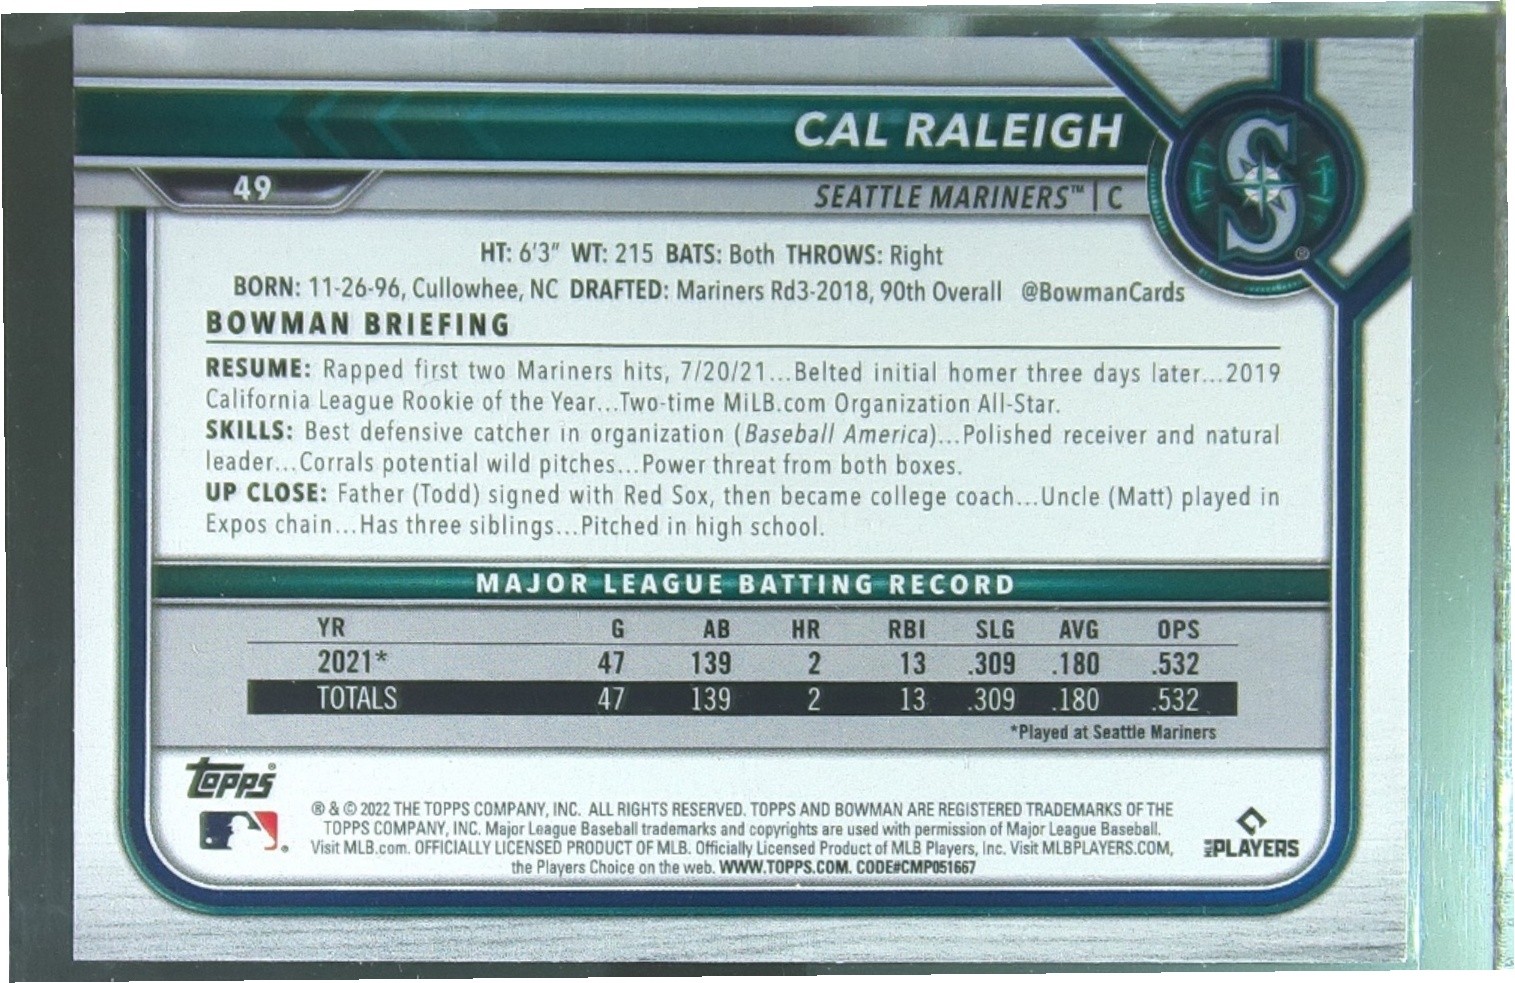 CAL RALEIGH
S
®
49
SEATTLE MARINERS™ | C
HT: 6'3" WT: 215 BATS: Both THROWS: Right
BORN: 11-26-96, Cullowhee, NC DRAFTED: Mariners Rd3-2018, 90th Overall @BowmanCards
BOWMAN BRIEFING
RESUME: Rapped first two Mariners hits, 7/20/21...Belted initial homer three days later...2019
California League Rookie of the Year...Two-time MiLB.com Organization All-Star.
SKILLS: Best defensive catcher in organization (Baseball America)...Polished receiver and natural
leader...Corrals potential wild pitches...Power threat from both boxes.
UP CLOSE: Father (Todd) signed with Red Sox, then became college coach...Uncle (Matt) played in
Expos chain...Has three siblings...Pitched in high school.
MAJOR LEAGUE BATTING RECORD
YR G AB HR RBI SLG AVG OPS
2021* 47 139 2 13 .309 .180 .532
TOTALS 47 139 2 13 .309 .180 .532
*Played at Seattle Mariners
Topps®
® & © 2022 THE TOPPS COMPANY, INC. ALL RIGHTS RESERVED. TOPPS AND BOWMAN ARE REGISTERED TRADEMARKS OF THE
TOPPS COMPANY, INC. Major League Baseball trademarks and copyrights are used with permission of Major League Baseball.
Visit MLB.com. OFFICIALLY LICENSED PRODUCT OF MLB. Officially Licensed Product of MLB Players, Inc. Visit MLBPLAYERS.COM,
the Players Choice on the web. WWW.TOPPS.COM. CODE#CMP051667
MLB PLAYERS